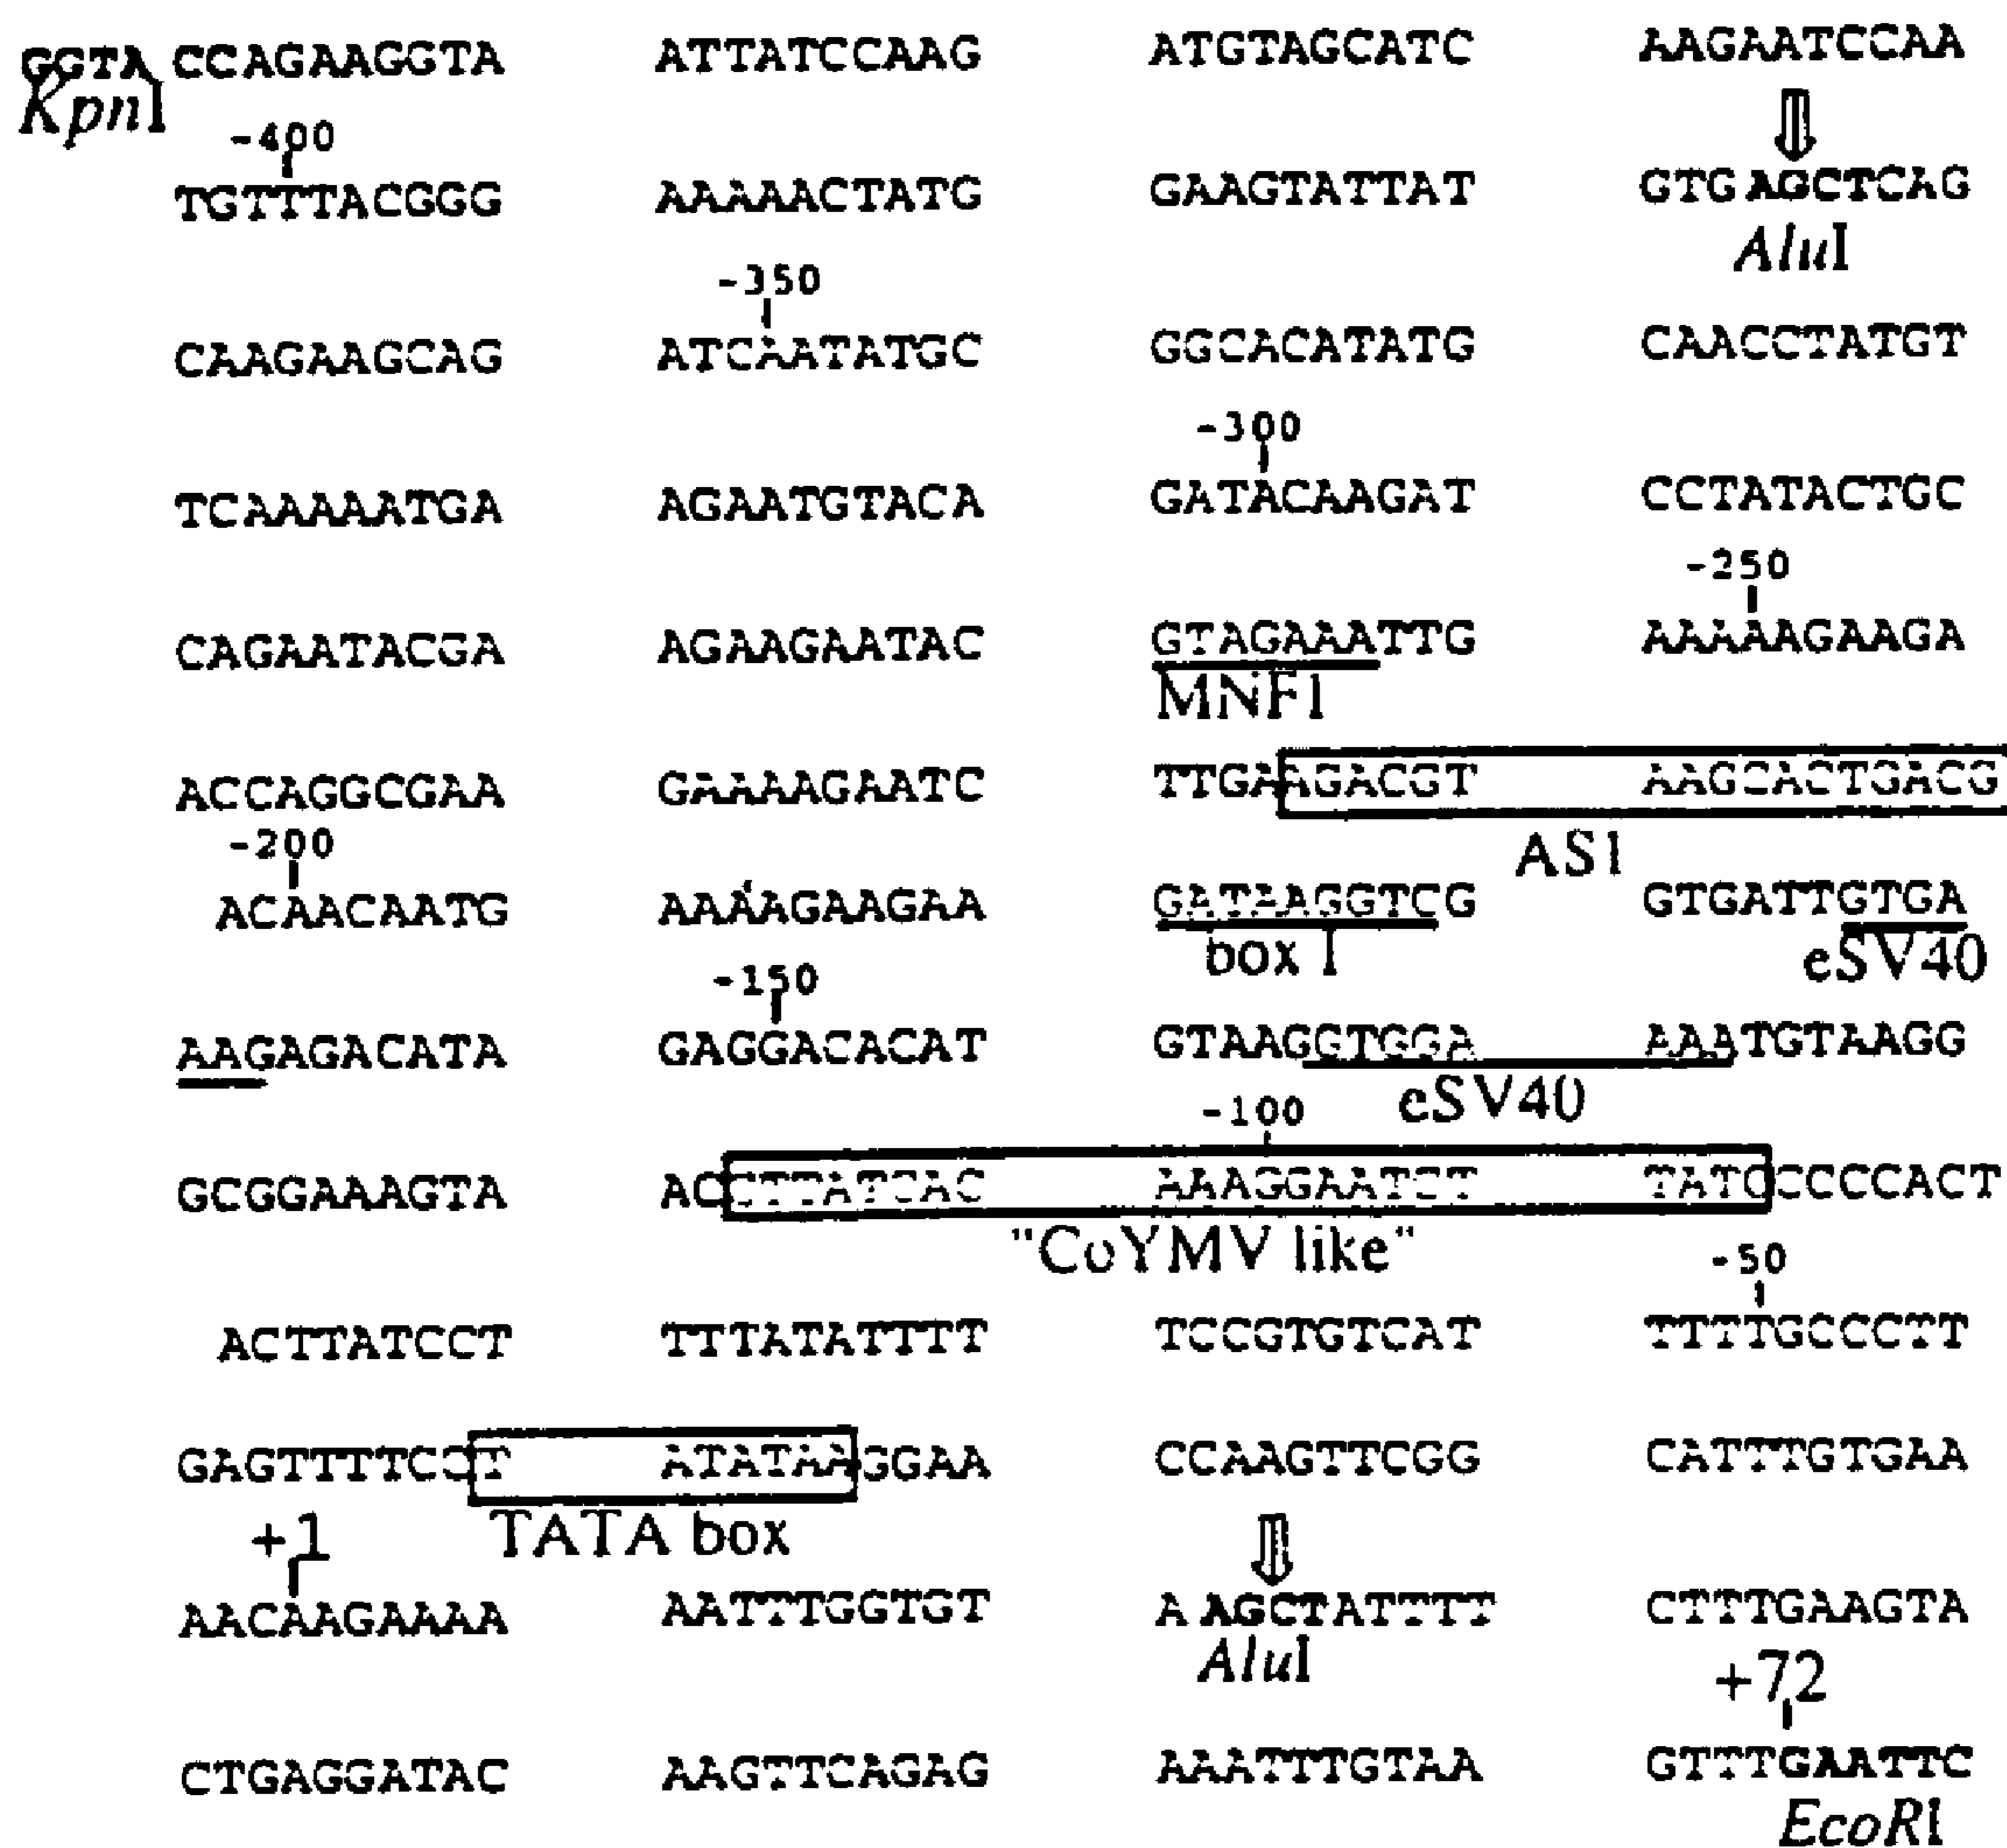 GGTA CCAGAAGGTA ATTATCCAAG ATGTAGCATC AAGAATCCAA
KpnI
-400
TGTTTACGGG AAAAACTATG GAAGTATTAT GTG AGCTCAG
AluI
-350
CAAGAAGCAG ATCAATATGC GGCACATATG CAACCTATGT
-300
TCAAAAATGA AGAATGTACA GATACAAGAT CCTATACTGC
-250
CAGAATACGA AGAAGAATAC GTAGAAATTG AAAAAGAAGA
MNF1
ACCAGGCGAA GAAAAGAATC TTGAAGACGT AAGCACTGACG
AS1
-200
ACAACAATG AAAAGAAGAA GATAAGGTCG GTGATTGTGA
box I eSV40
-150
AAGAGACATA GAGGACACAT GTAAGGTGGA AAATGTAAGG
eSV40
-100
GCGGAAAGTA ACCTTATCAC AAAGGAATCT TATCCCCCACT
"CoYMV like"
-50
ACTTATCCT TTTATATTTT TCCGTGTCAT TTTTGCCCTT
GAGTTTTCCT ATATAAGGAA CCAAGTTCGG CATTTGTGAA
TATA box
+1
AACAAGAAAA AATTTGGTGT A AGCTATTTT CTTTGAAGTA
AluI
+72
CTGAGGATAC AAGTTCAGAG AAATTTGTAA GTTTGAATTC
EcoRI